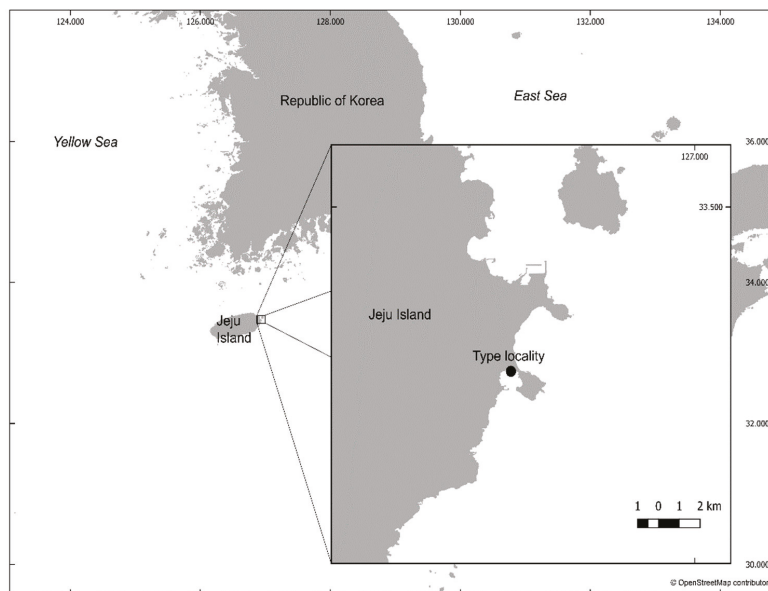 124.000
126.000
128.000
130.000
132.000
134.000
Republic of Korea
East Sea
Yellow Sea
36.000
127.000
33.500
34.000
Jeju
Island
Jeju Island
Type locality
32.000
1 0 1 2 km
30.000
© OpenStreetMap contributor